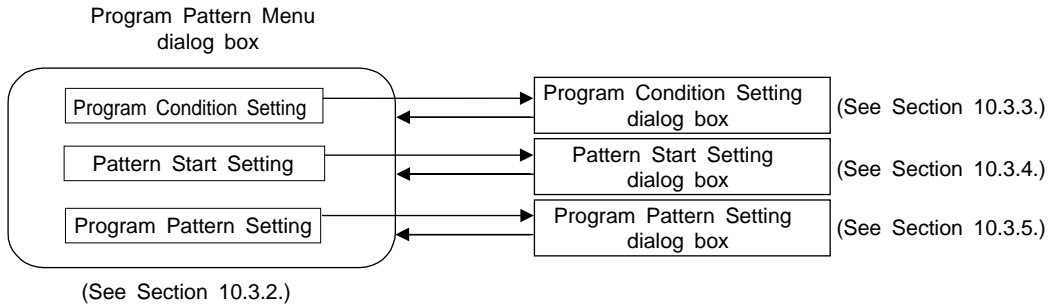 Program Pattern Menu
dialog box
Program Condition Setting
Program Condition Setting
dialog box
(See Section 10.3.3.)
Pattern Start Setting
Pattern Start Setting
dialog box
(See Section 10.3.4.)
Program Pattern Setting
Program Pattern Setting
dialog box
(See Section 10.3.5.)
(See Section 10.3.2.)